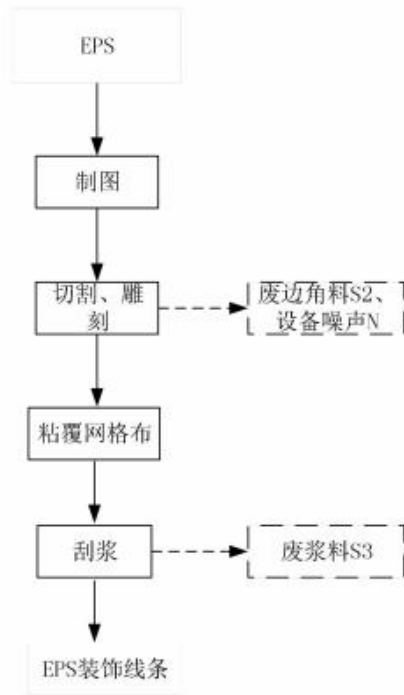 EPS
制图
切割、雕
刻
废边角料S2、
设备噪声N
粘覆网格布
刮浆
废浆料S3
EPS装饰线条